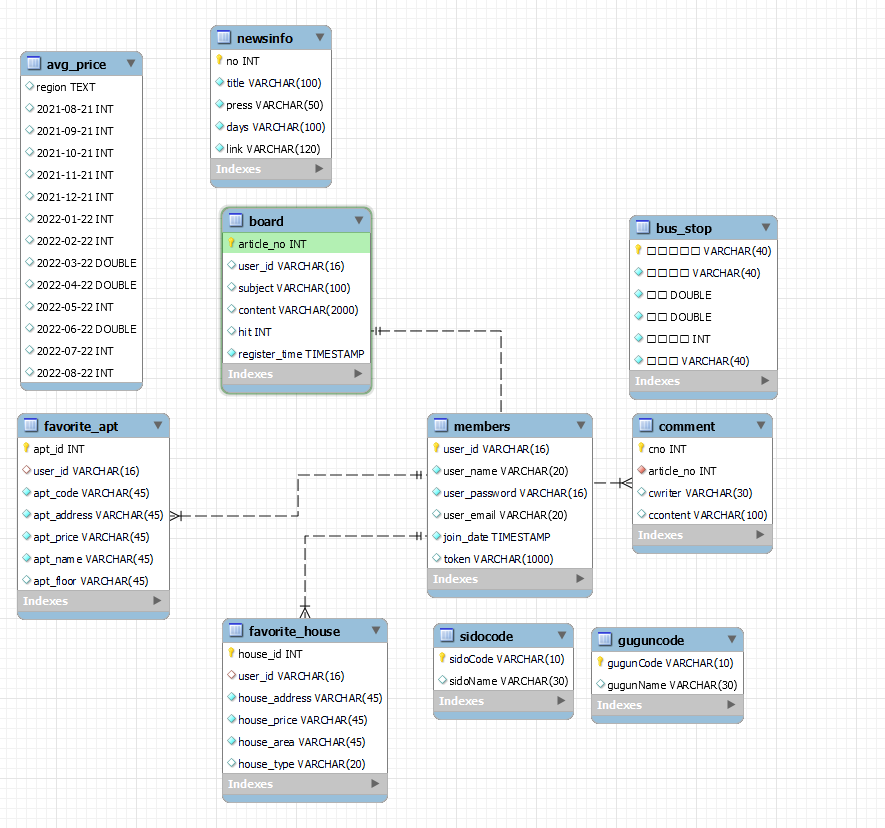 newsinfo
no INT
title VARCHAR(100)
press VARCHAR(50)
days VARCHAR(100)
link VARCHAR(120)
Indexes
avg_price
region TEXT
2021-08-21 INT
2021-09-21 INT
2021-10-21 INT
2021-11-21 INT
2021-12-21 INT
2022-01-22 INT
2022-02-22 INT
2022-03-22 DOUBLE
2022-04-22 DOUBLE
2022-05-22 INT
2022-06-22 DOUBLE
2022-07-22 INT
2022-08-22 INT
board
article_no INT
user_id VARCHAR(16)
subject VARCHAR(100)
content VARCHAR(2000)
hit INT
register_time TIMESTAMP
Indexes
bus_stop
□□□□□ VARCHAR(40)
□□□□ VARCHAR(40)
□□ DOUBLE
□□ DOUBLE
□□□□ INT
□□□ VARCHAR(40)
Indexes
favorite_apt
apt_id INT
user_id VARCHAR(16)
apt_code VARCHAR(45)
apt_address VARCHAR(45)
apt_price VARCHAR(45)
apt_name VARCHAR(45)
apt_floor VARCHAR(45)
Indexes
members
user_id VARCHAR(16)
user_name VARCHAR(20)
user_password VARCHAR(16)
user_email VARCHAR(20)
join_date TIMESTAMP
token VARCHAR(1000)
Indexes
comment
cno INT
article_no INT
cwriter VARCHAR(30)
ccontent VARCHAR(100)
Indexes
favorite_house
house_id INT
user_id VARCHAR(16)
house_address VARCHAR(45)
house_price VARCHAR(45)
house_area VARCHAR(45)
house_type VARCHAR(20)
Indexes
sidocode
sidoCode VARCHAR(10)
sidoName VARCHAR(30)
Indexes
guguncode
gugunCode VARCHAR(10)
gugunName VARCHAR(30)
Indexes